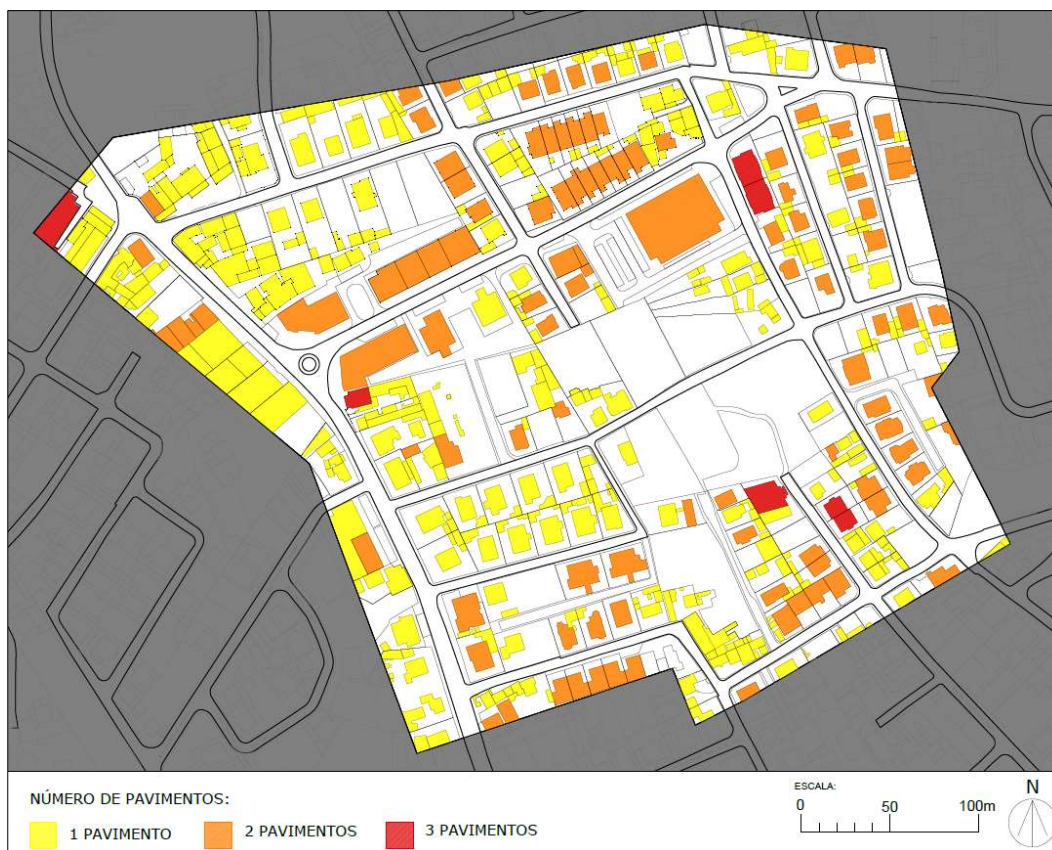 NÚMERO DE PAVIMENTOS:
1 PAVIMENTO
2 PAVIMENTOS
3 PAVIMENTOS
ESCALA:
0 50 100m
N